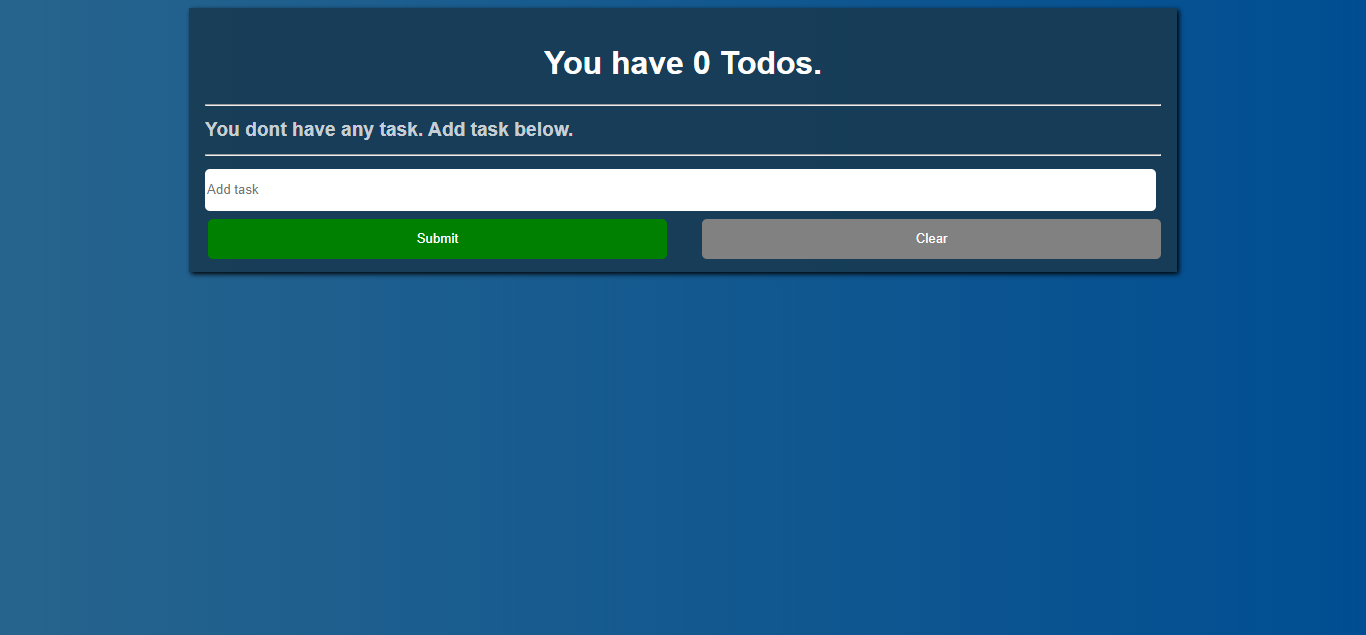 You have 0 Todos.
You dont have any task. Add task below.
Add task
Submit
Clear